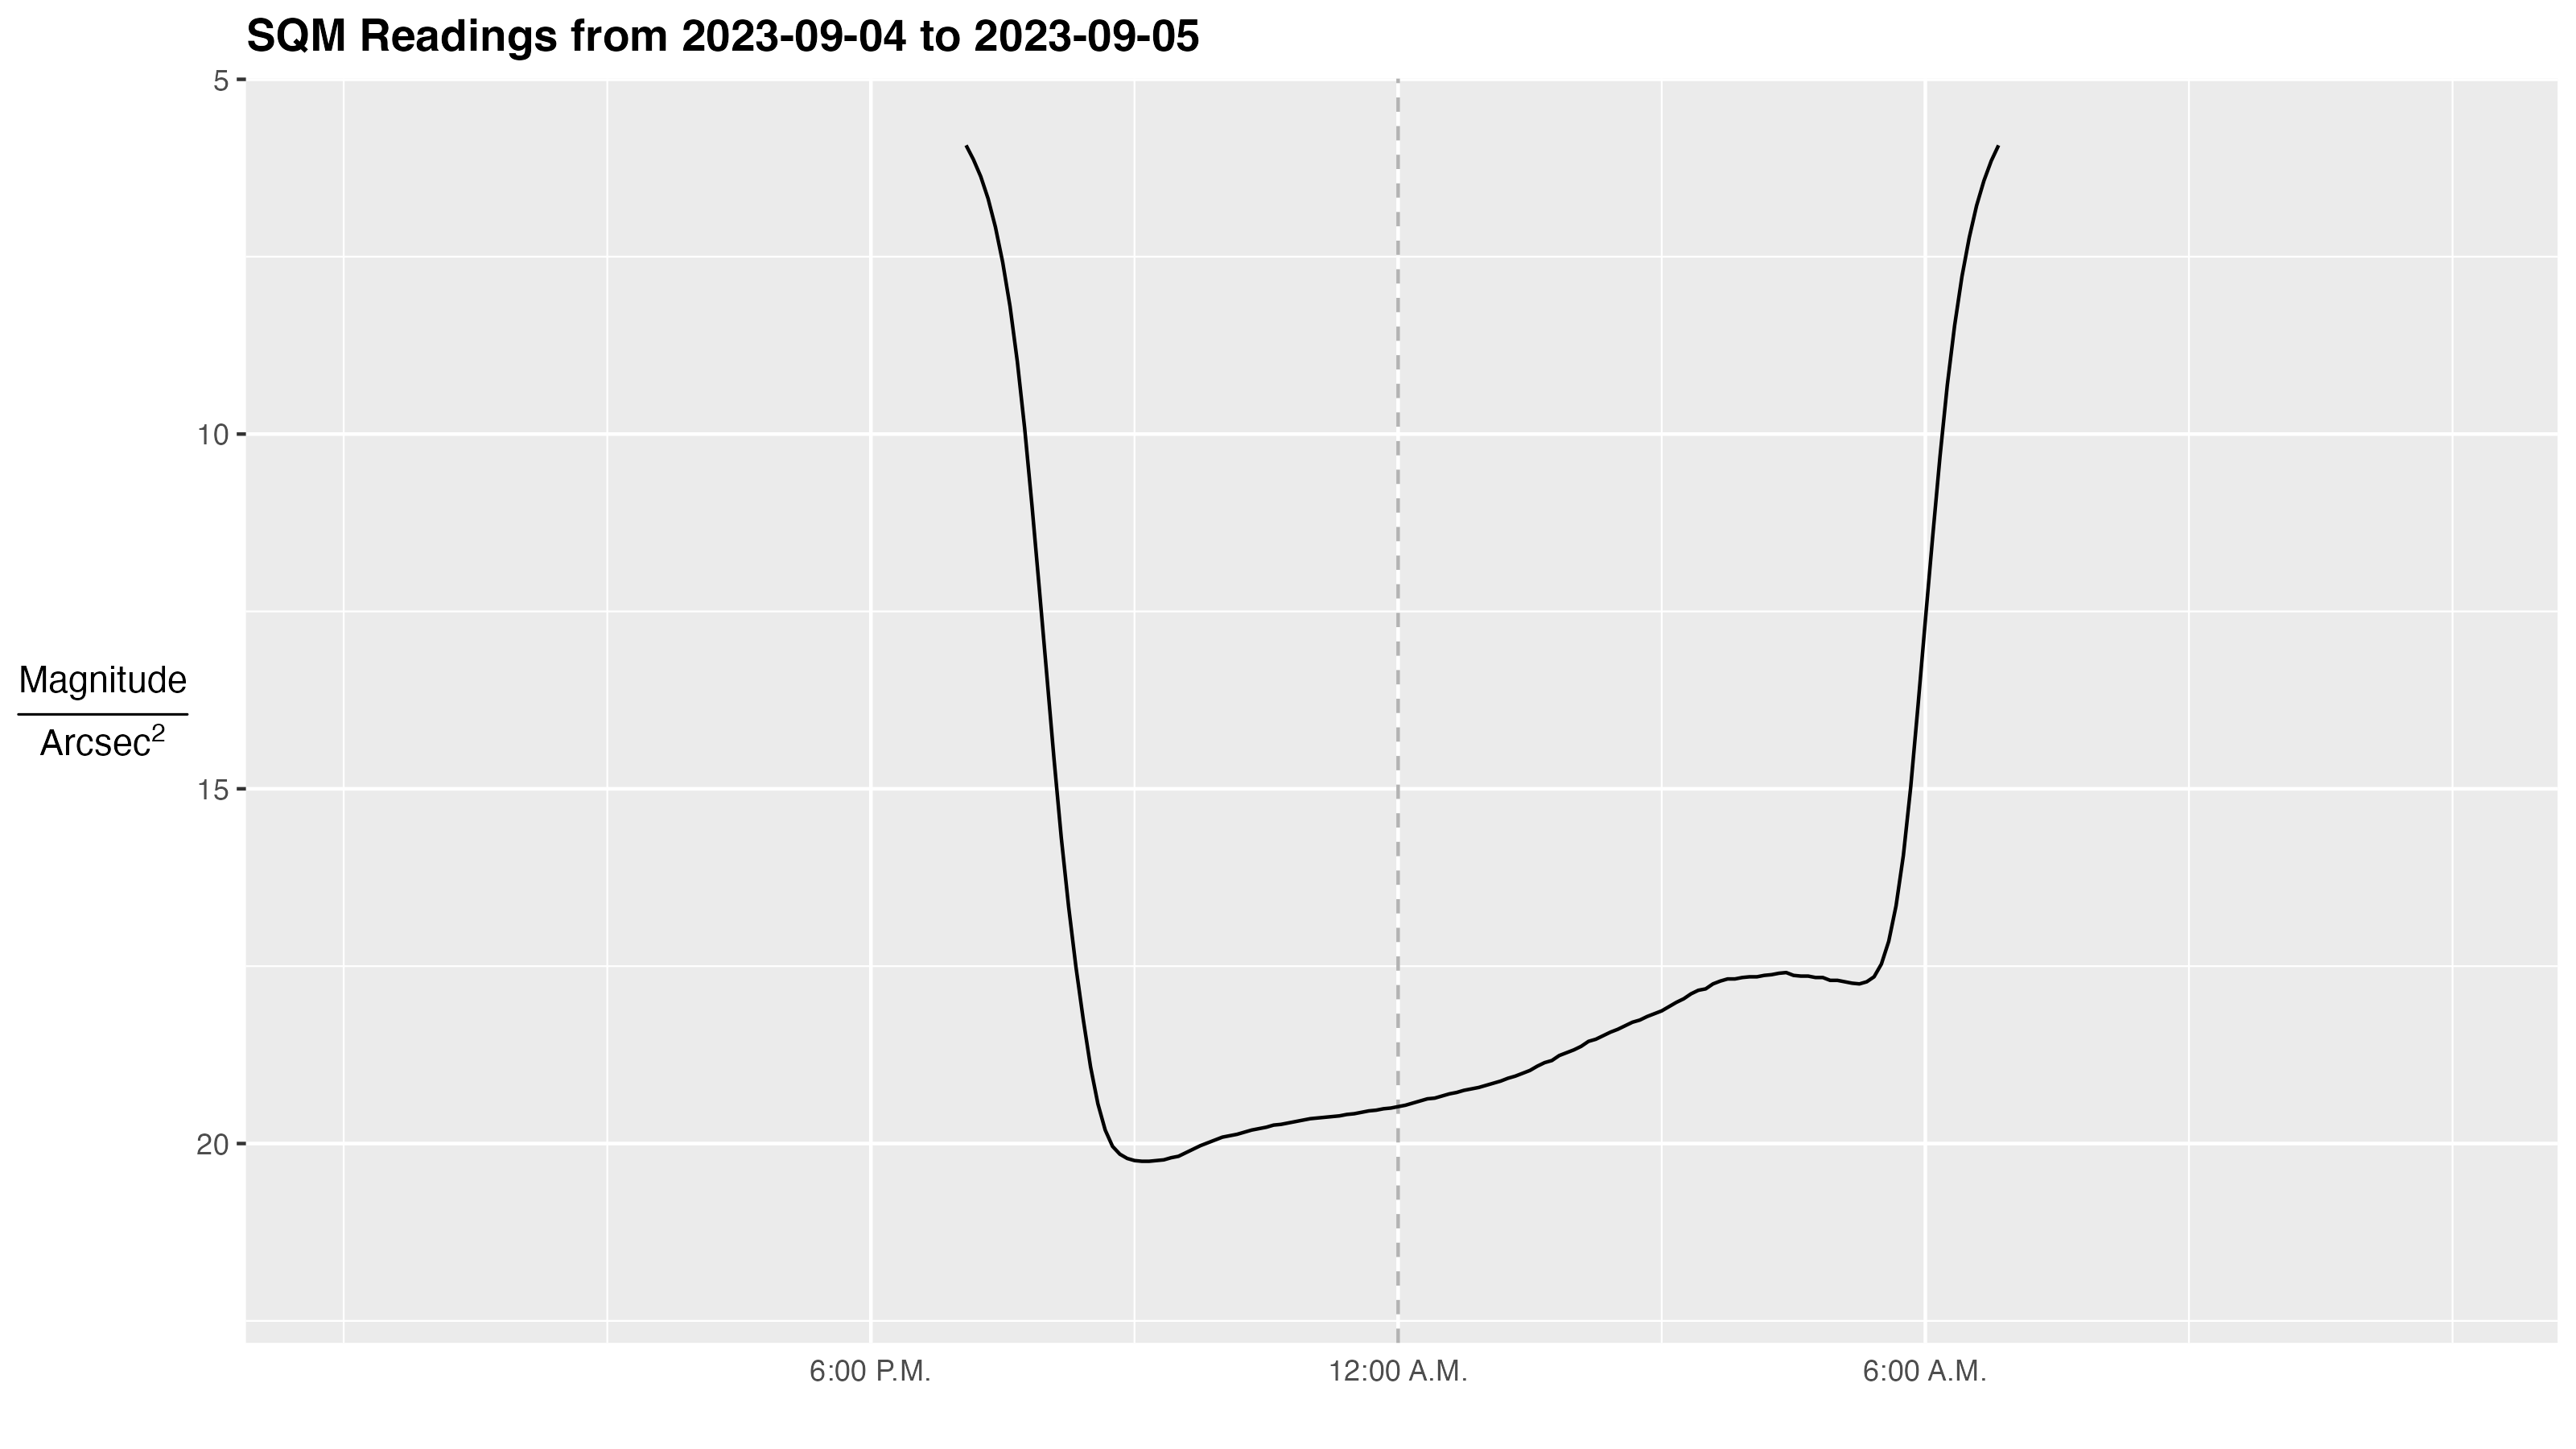 SQM Readings from 2023-09-04 to 2023-09-05
5
10
15
20
Magnitude
Arcsec²
6:00 P.M.
12:00 A.M.
6:00 A.M.